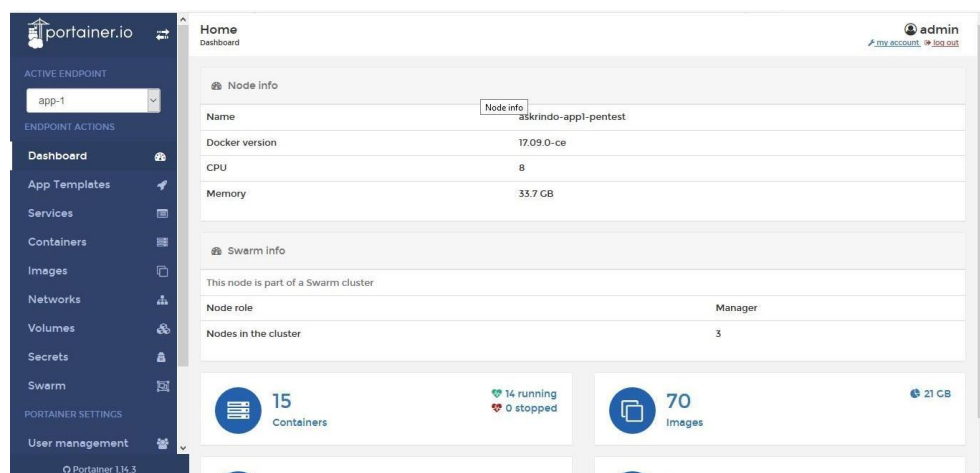 portainer.io
ACTIVE ENDPOINT
app-1
ENDPOINT ACTIONS
Dashboard
App Templates
Services
Containers
Images
Networks
Volumes
Secrets
Swarm
PORTAINER SETTINGS
User management
Portainer 1.14.3
Home
Dashboard
admin
my account log out
Node info
Node info
Name askrindo-app1-pentest
Docker version 17.09.0-ce
CPU 8
Memory 33.7 GB
Swarm info
This node is part of a Swarm cluster
Node role Manager
Nodes in the cluster 3
15
Containers
14 running
0 stopped
70
Images
21 GB